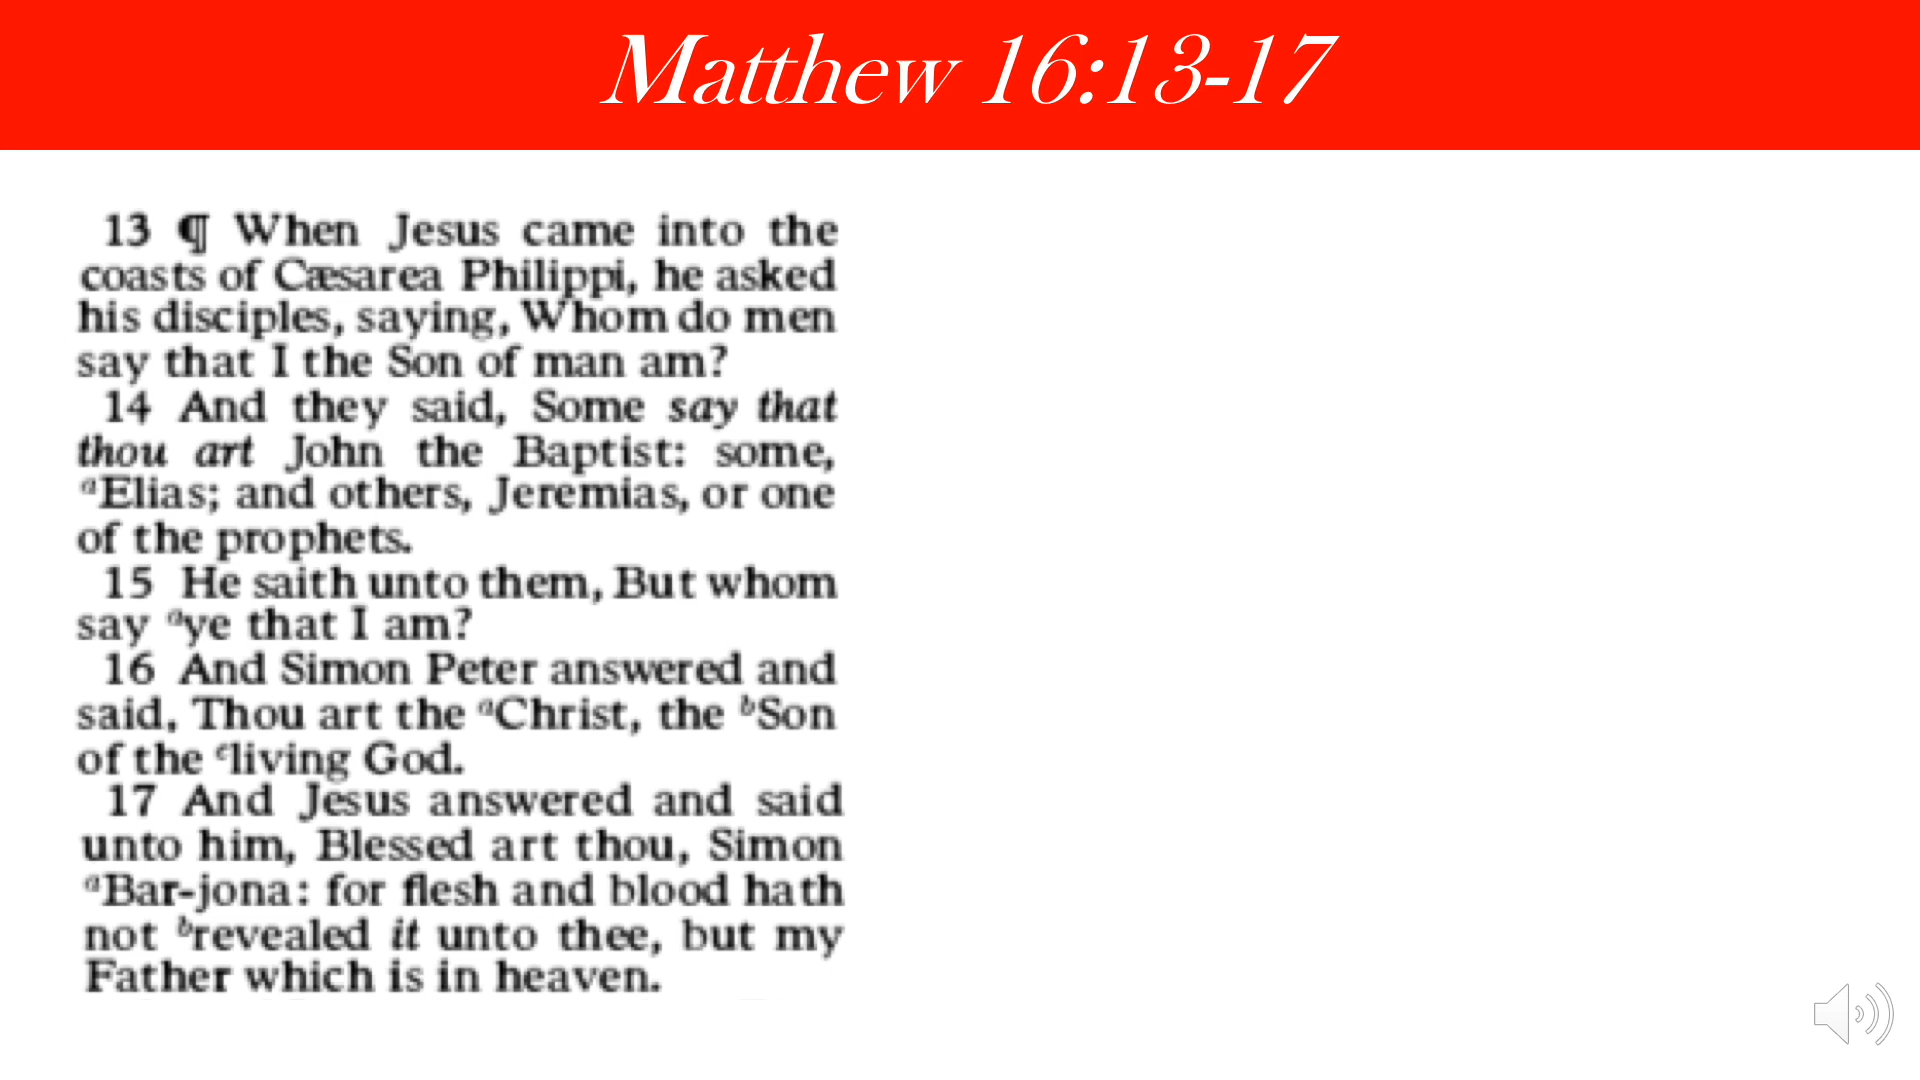 Matthew 16:13-17
13 ¶ When Jesus came into the
coasts of Cæsarea Philippi, he asked
his disciples, saying, Whom do men
say that I the Son of man am?
14 And they said, Some say that
thou art John the Baptist: some,
ᵃElias; and others, Jeremias, or one
of the prophets.
15 He saith unto them, But whom
say ᵃye that I am?
16 And Simon Peter answered and
said, Thou art the ᵃChrist, the ᵇSon
of the ᶜliving God.
17 And Jesus answered and said
unto him, Blessed art thou, Simon
ᵃBar-jona: for flesh and blood hath
not ᵇrevealed it unto thee, but my
Father which is in heaven.